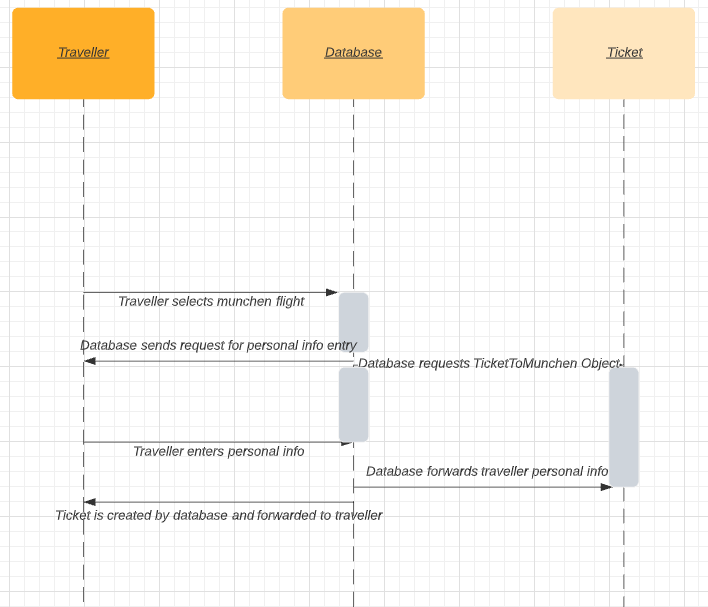 Traveller
Database
Ticket
Traveller selects munchen flight
Database sends request for personal info entry
Database requests TicketToMunchen Object
Traveller enters personal info
Database forwards traveller personal info
Ticket is created by database and forwarded to traveller